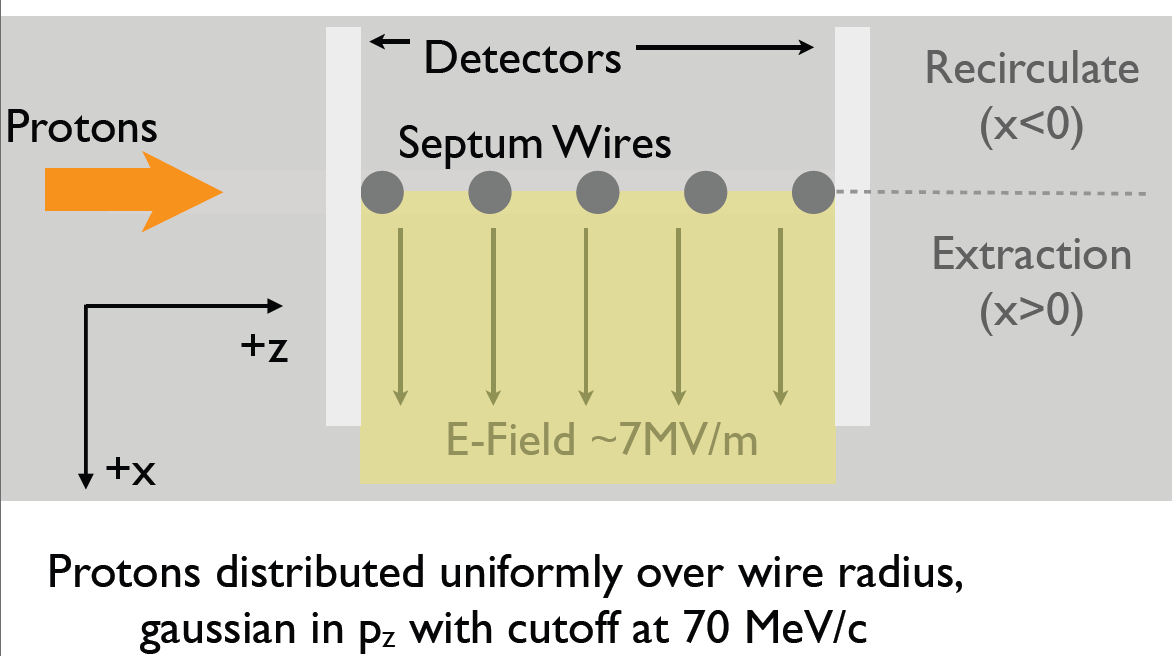 Detectors
Recirculate
(x<0)
Protons
Septum Wires
Extraction
(x>0)
+z
E-Field ~7MV/m
+x
Protons distributed uniformly over wire radius,
gaussian in pz with cutoff at 70 MeV/c